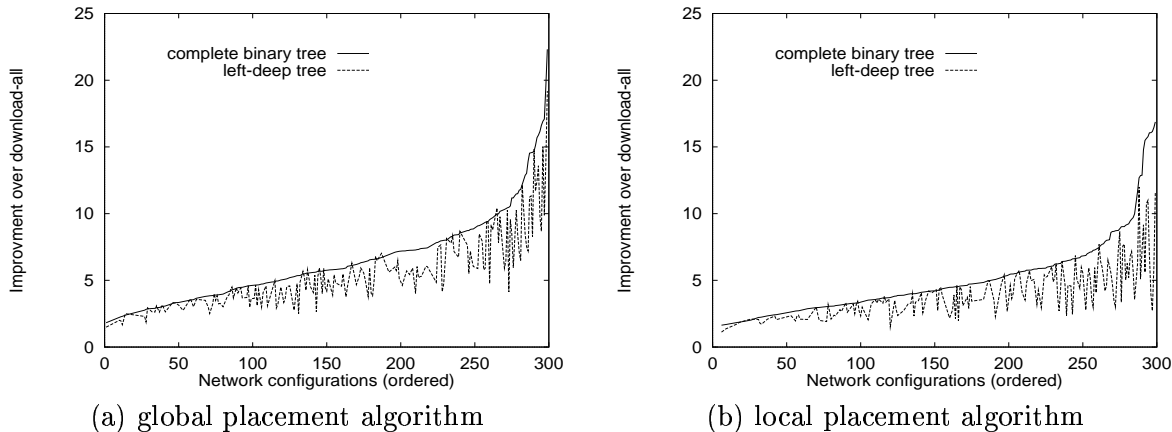 25
20
15
10
5
0
Improvment over download-all
complete binary tree
left-deep tree
0 50 100 150 200 250 300
Network configurations (ordered)
(a) global placement algorithm
25
20
15
10
5
0
Improvment over download-all
complete binary tree
left-deep tree
0 50 100 150 200 250 300
Network configurations (ordered)
(b) local placement algorithm